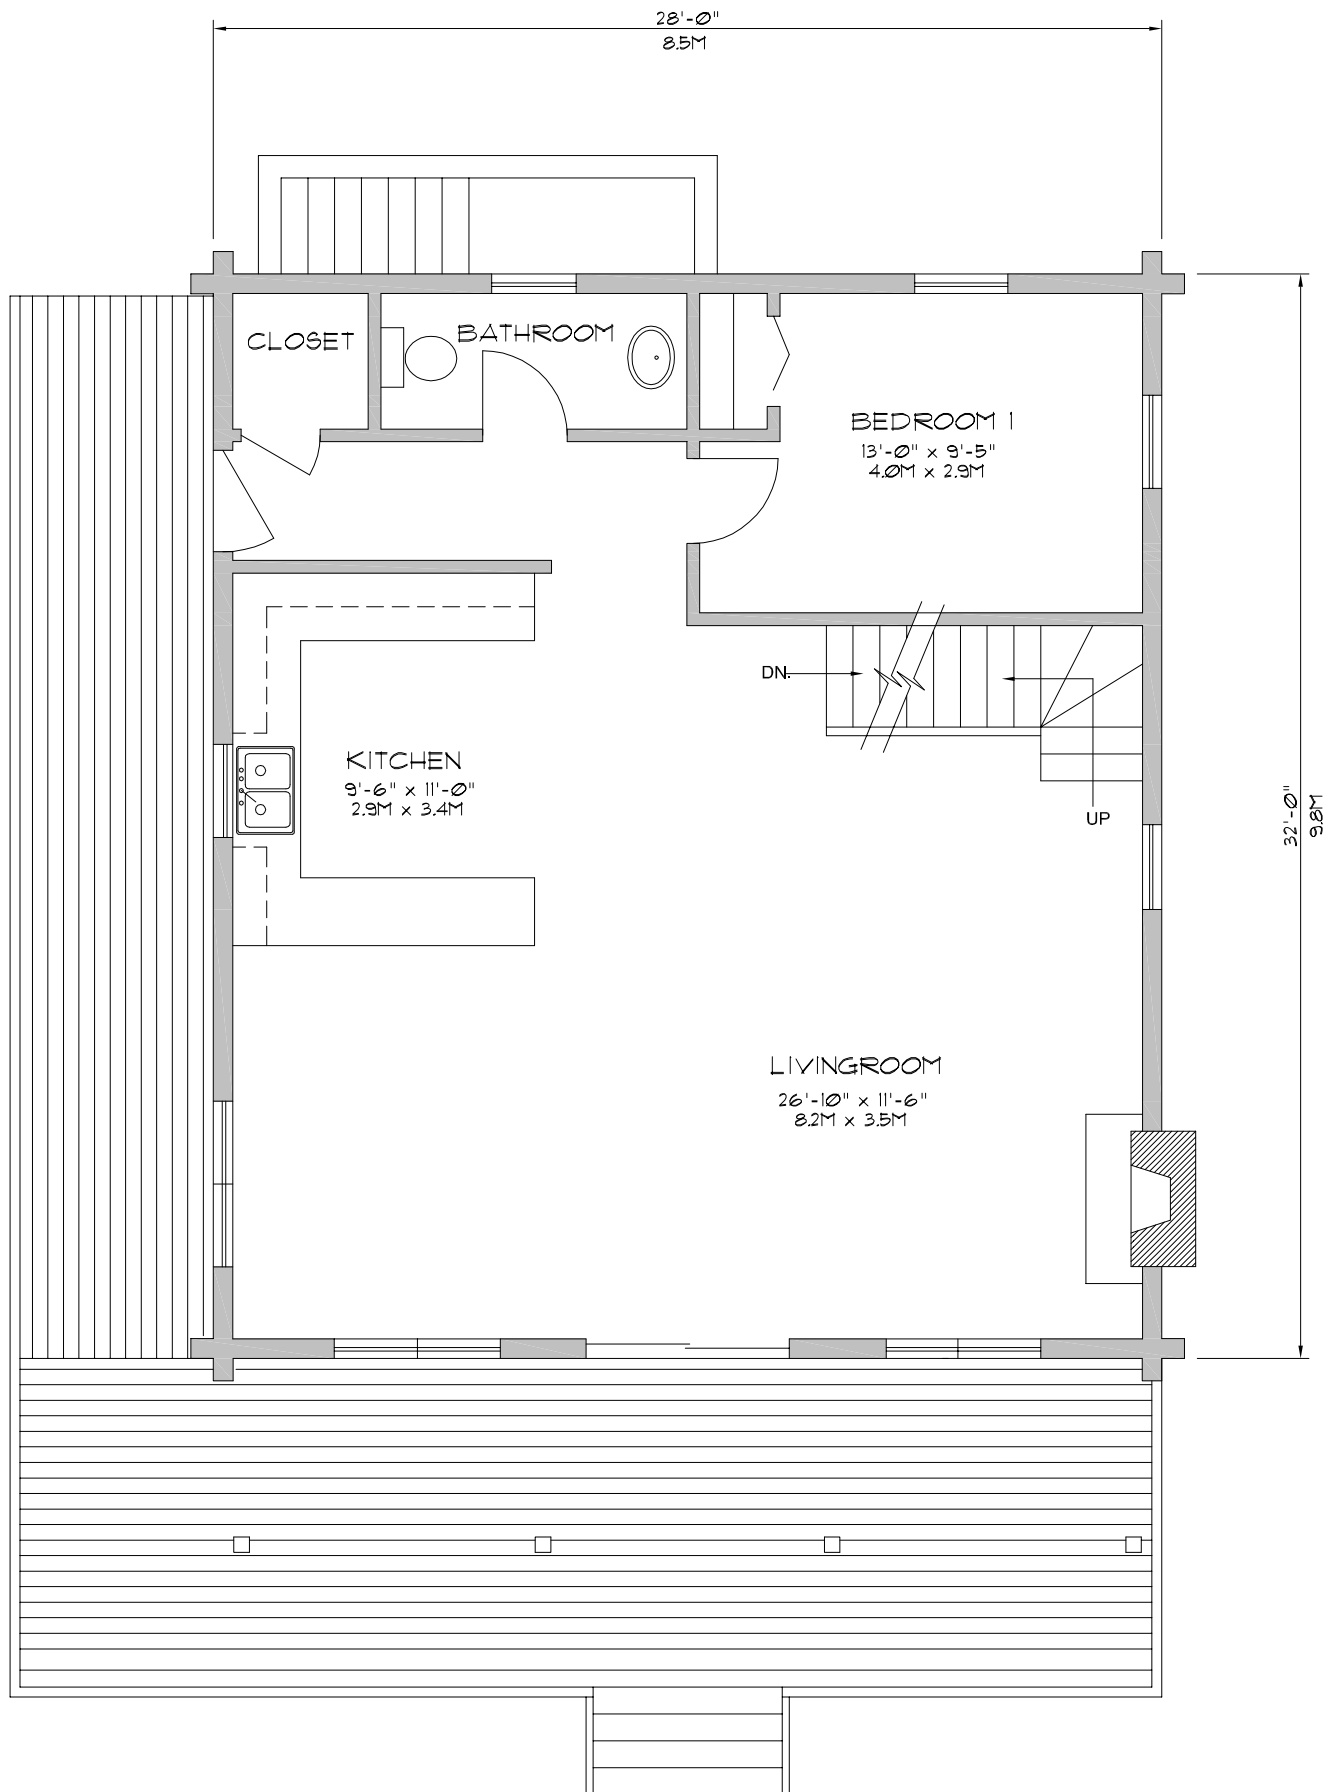 28'-0"
8.5M
CLOSET
BATHROOM
BEDROOM 1
13'-0" x 9'-5"
4.0M x 2.9M
DN.
KITCHEN
9'-6" x 11'-0"
2.9M x 3.4M
UP
32'-0"
9.8M
LIVINGROOM
26'-10" x 11'-6"
8.2M x 3.5M